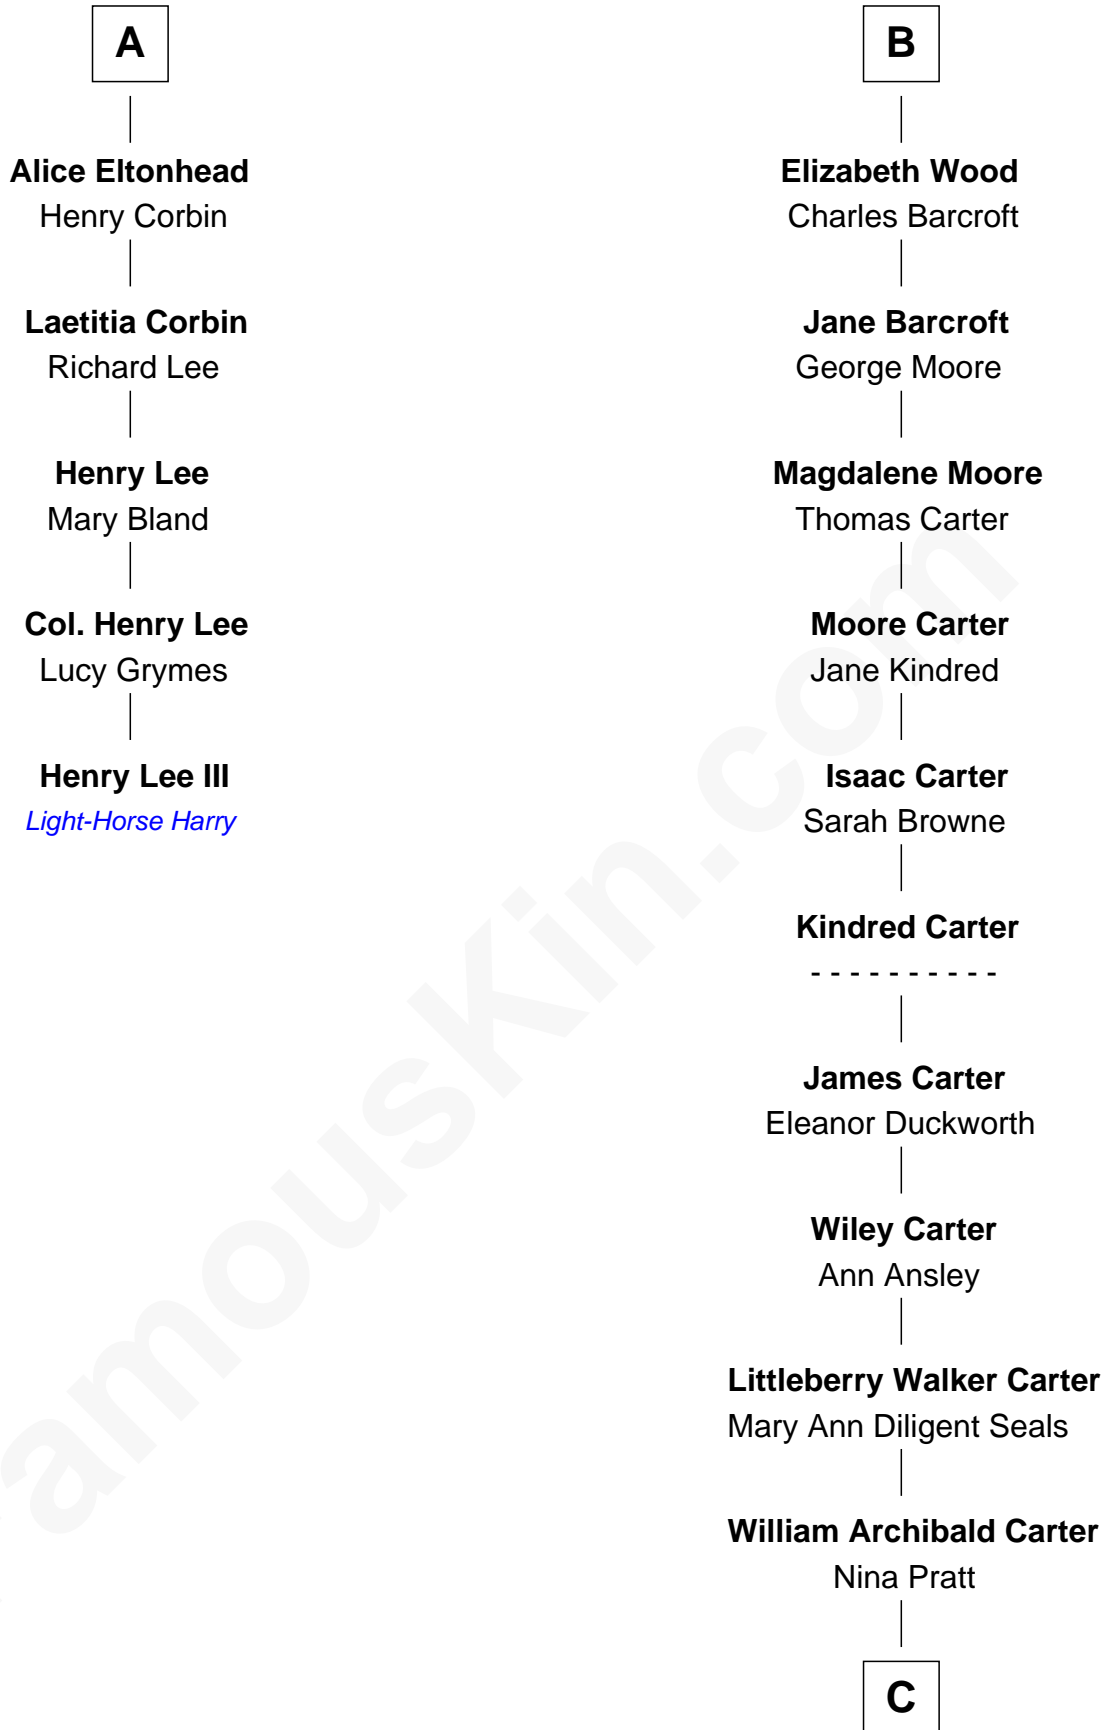 A
Alice Eltonhead
Henry Corbin
Laetitia Corbin
Richard Lee
Henry Lee
Mary Bland
Col. Henry Lee
Lucy Grymes
Henry Lee III
Light-Horse Harry
B
Elizabeth Wood
Charles Barcroft
Jane Barcroft
George Moore
Magdalene Moore
Thomas Carter
Moore Carter
Jane Kindred
Isaac Carter
Sarah Browne
Kindred Carter
- - - - - - - - - -
James Carter
Eleanor Duckworth
Wiley Carter
Ann Ansley
Littleberry Walker Carter
Mary Ann Diligent Seals
William Archibald Carter
Nina Pratt
C
amouskin.com